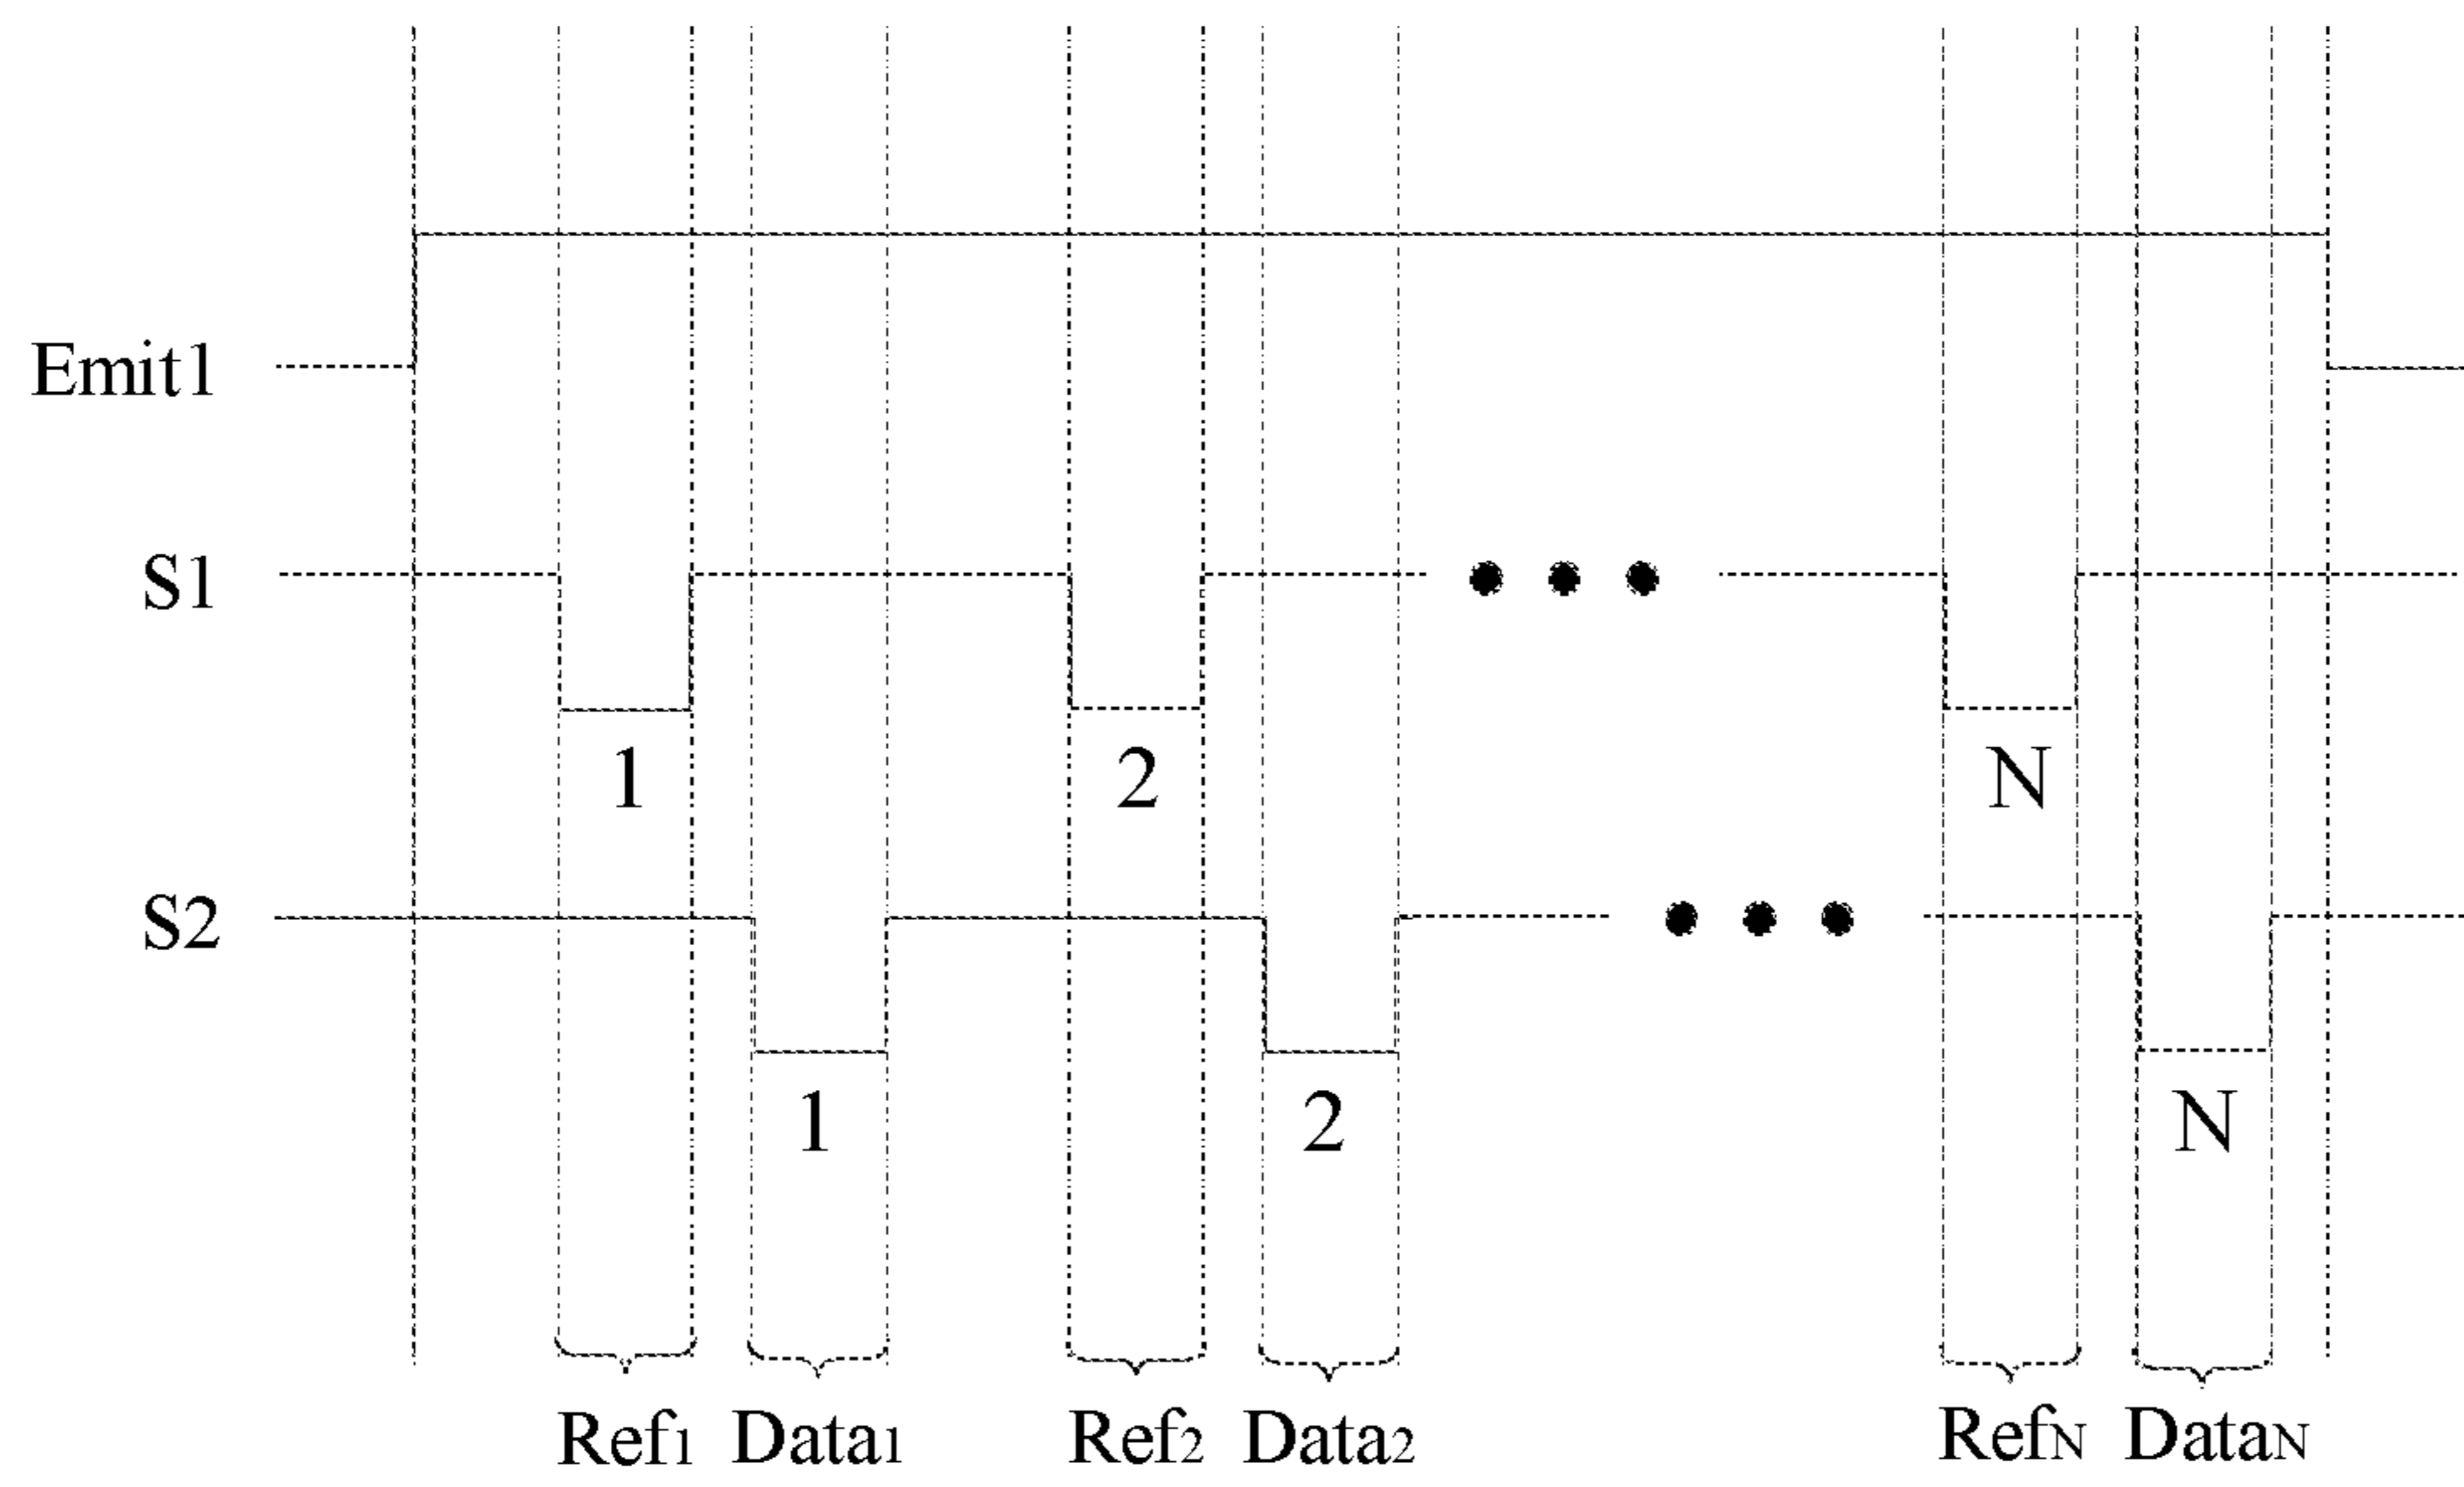 Emit1
S1
1 2 N
S2
1 2 N
Ref1 Data1 Ref2 Data2 RefN DataN